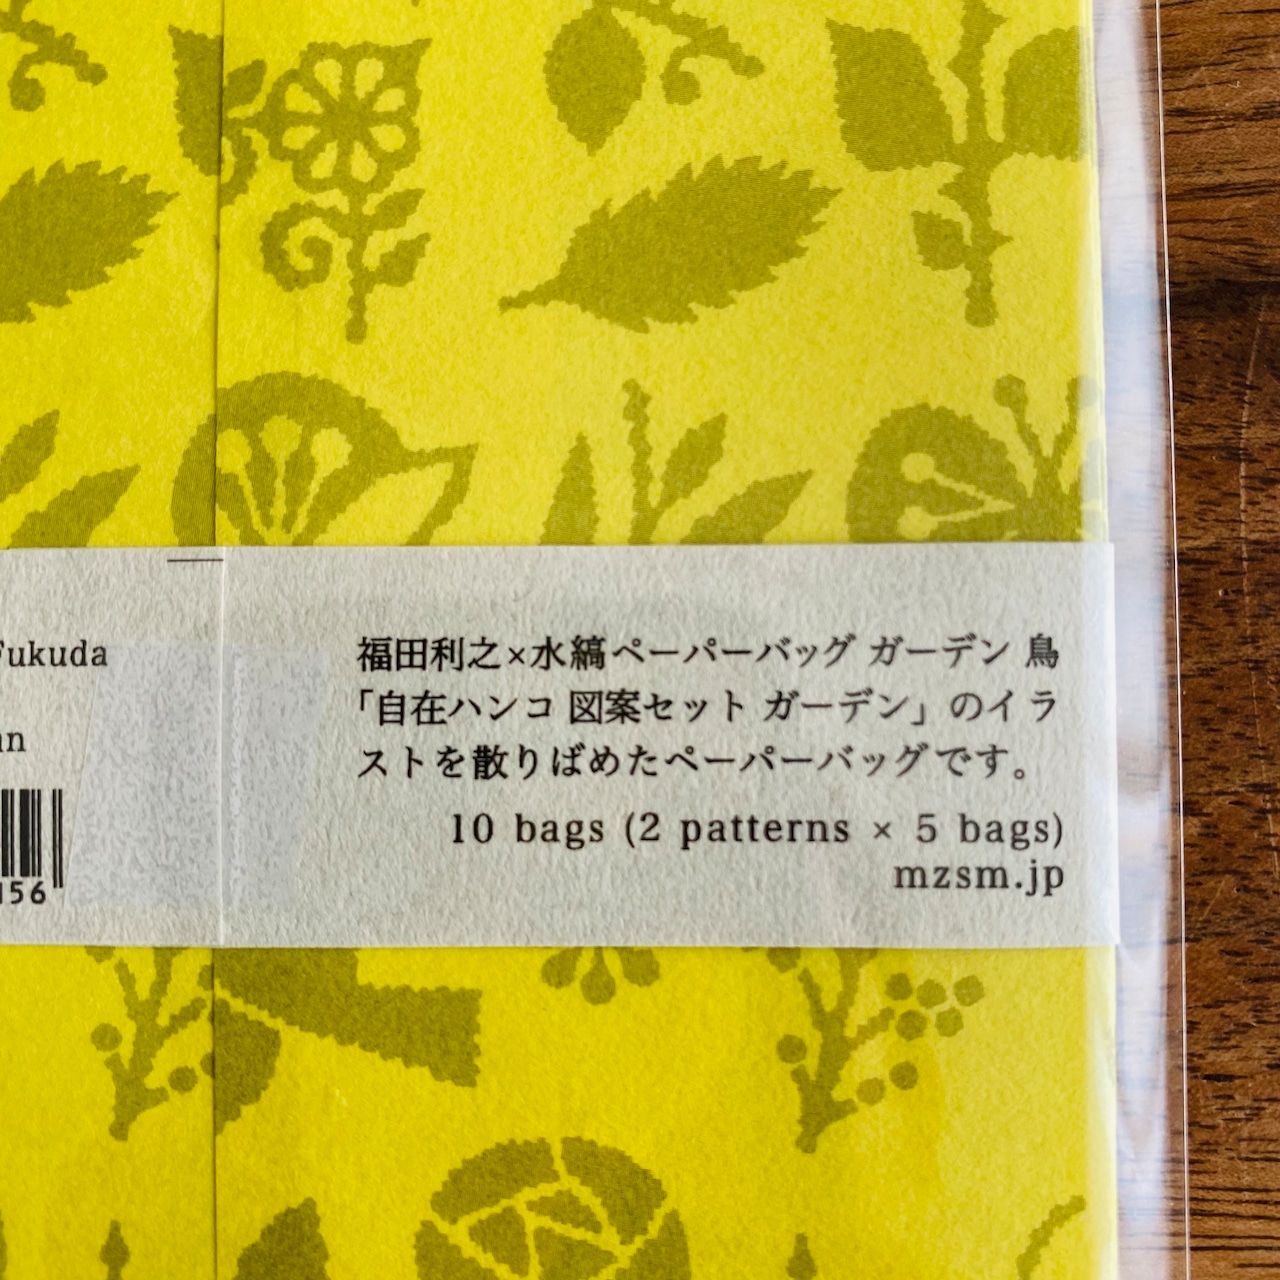 Fukuda
156
福田利之×水縞ペーパーバッグ ガーデン 鳥
「自在ハンコ 図案セット ガーデン」のイラ
ストを散りばめたペーパーバッグです。
10 bags (2 patterns × 5 bags)
mzsm.jp